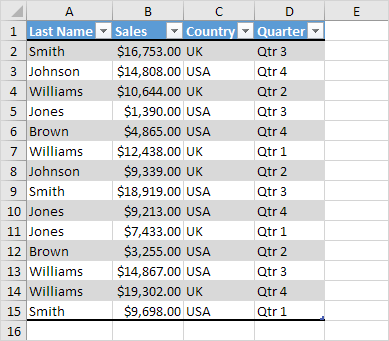 A B C D E
1 Last Name Sales Country Quarter
2 Smith $16,753.00 UK Qtr 3
3 Johnson $14,808.00 USA Qtr 4
4 Williams $10,644.00 UK Qtr 2
5 Jones $1,390.00 USA Qtr 3
6 Brown $4,865.00 USA Qtr 4
7 Williams $12,438.00 UK Qtr 1
8 Johnson $9,339.00 UK Qtr 2
9 Smith $18,919.00 USA Qtr 3
10 Jones $9,213.00 USA Qtr 4
11 Jones $7,433.00 UK Qtr 1
12 Brown $3,255.00 USA Qtr 2
13 Williams $14,867.00 USA Qtr 3
14 Williams $19,302.00 UK Qtr 4
15 Smith $9,698.00 USA Qtr 1
16